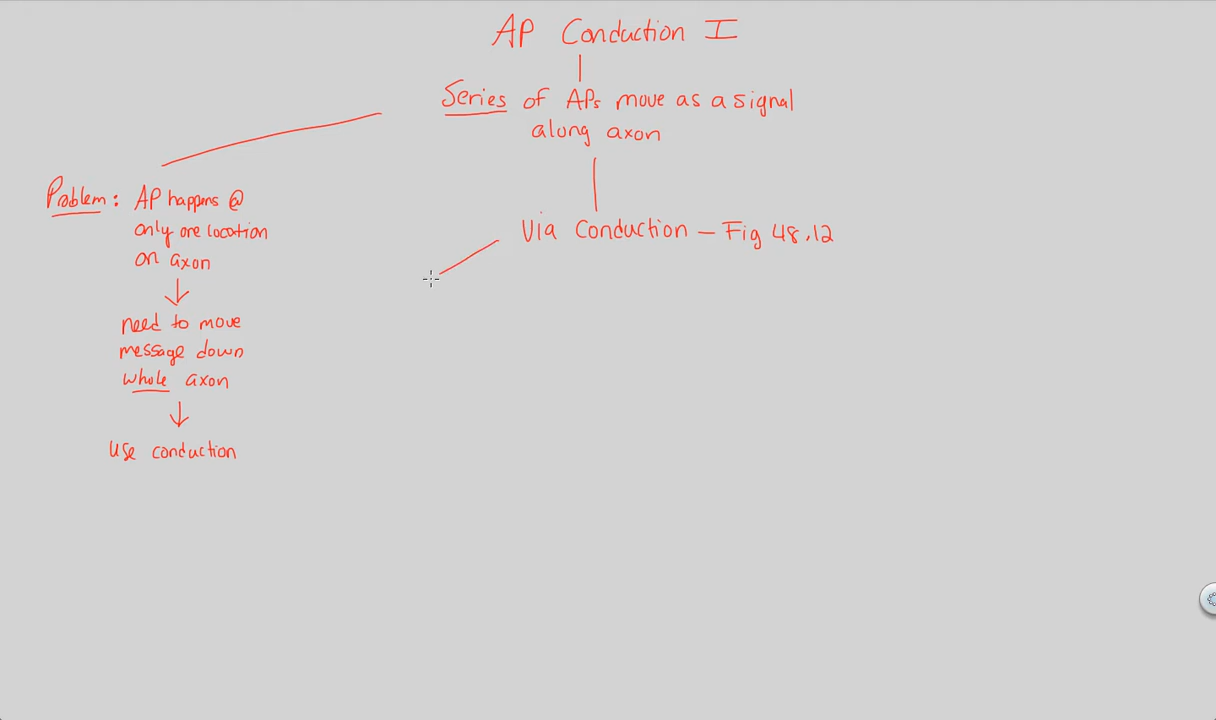 AP Conduction I
Series of APs move as a signal
along axon
Problem: AP happens @
only one location
on axon
need to move
message down
whole axon
use conduction
Via Conduction – Fig 48.12